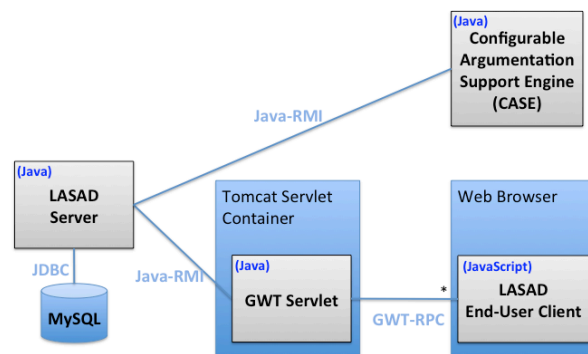 (Java)
Configurable
Argumentation
Support Engine
(CASE)
Java-RMI
(Java)
LASAD
Server
JDBC
MySQL
Java-RMI
Tomcat Servlet
Container
(Java)
GWT Servlet
*
GWT-RPC
Web Browser
(JavaScript)
LASAD
End-User Client